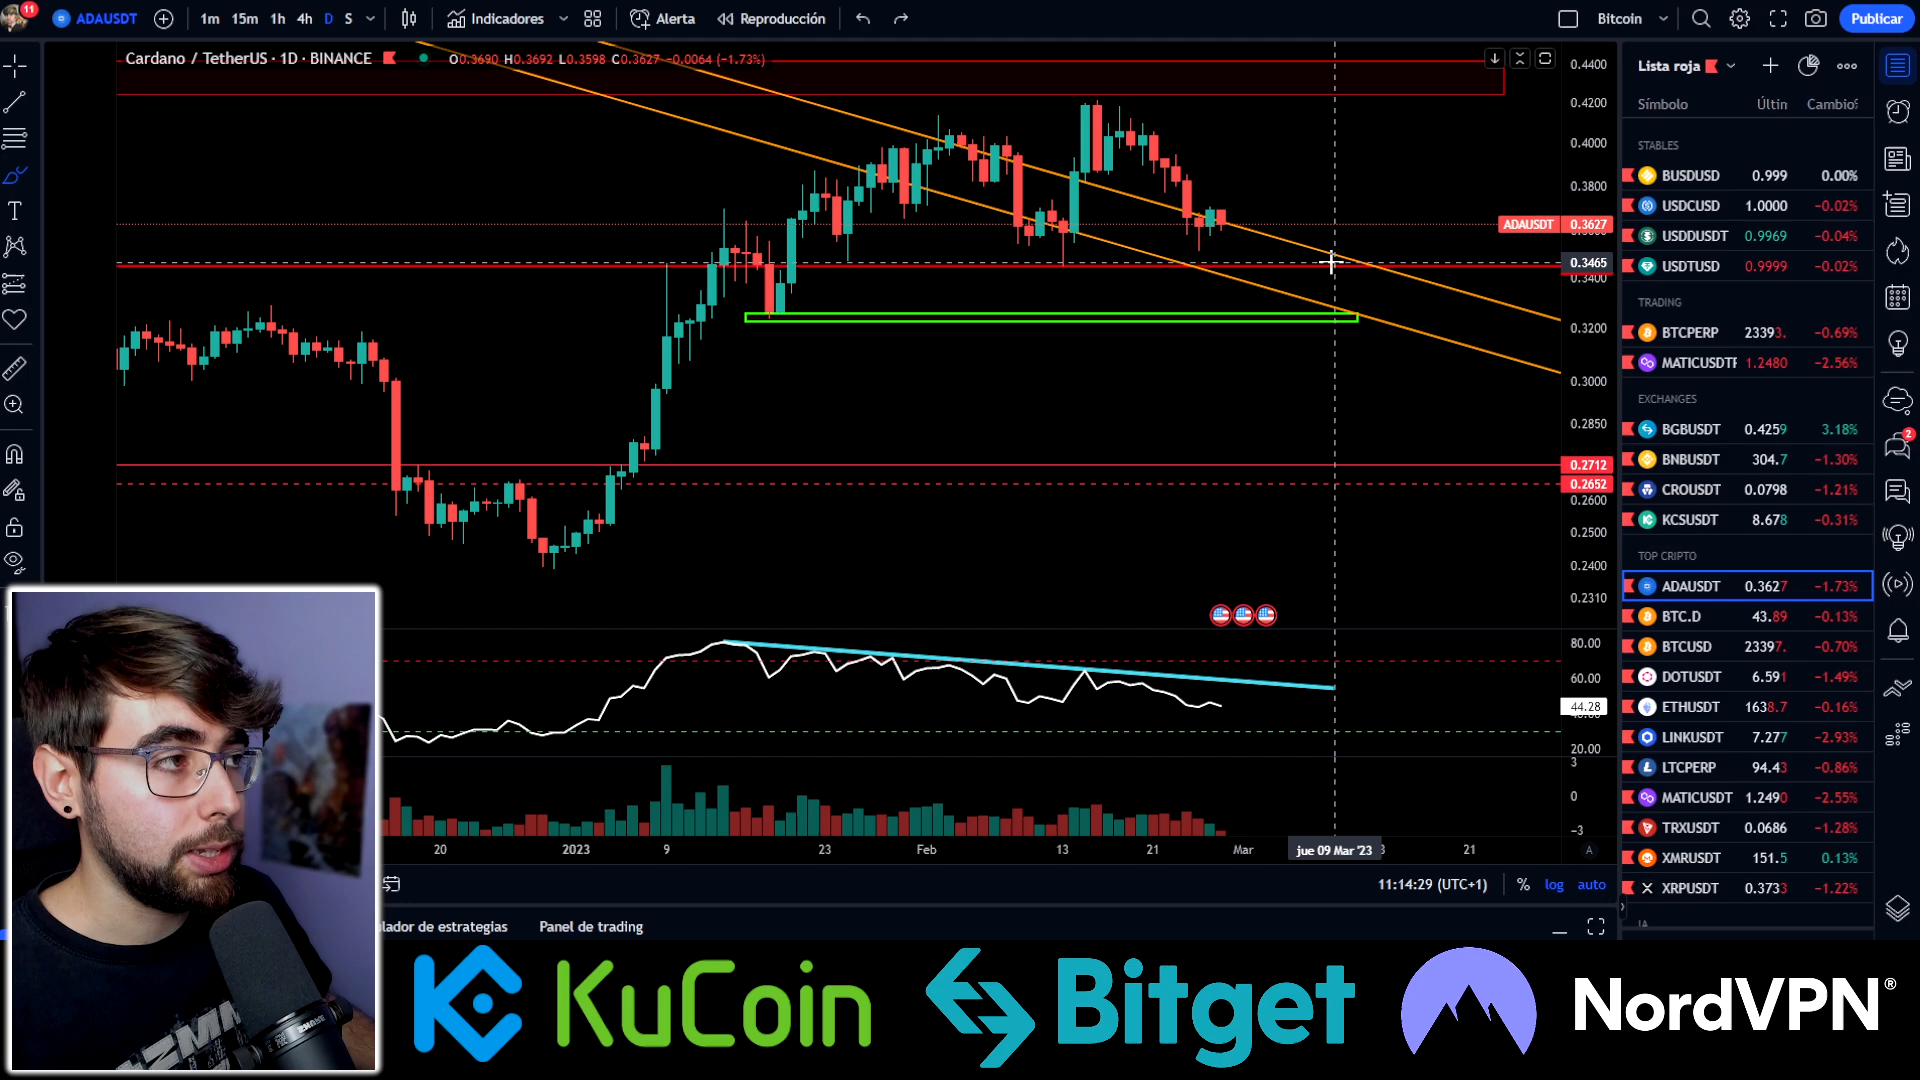 11
ADAUSDT
1m 15m 1h 4h D S
Indicadores
Alerta
Reproducción
Bitcoin
Publicar
Cardano / TetherUS · 1D · BINANCE
O0.3690 H0.3692 L0.3598 C0.3627 -0.0064 (-1.73%)
0.4400
0.4200
0.4000
0.3800
ADAUSDT 0.3627
0.3465
0.3400
0.3200
0.3000
0.2850
0.2712
0.2652
0.2600
0.2500
0.2400
0.2310
80.00
60.00
44.28
20.00
3
0
-3
20 2023 9 23 Feb 13 21 Mar jue 09 Mar '23 21
A
11:14:29 (UTC+1) % log auto
lador de estrategias
Panel de trading
Lista roja
Símbolo Últin Cambio%
STABLES
BUSDUSD 0.999 0.00%
USDCUSD 1.0000 -0.02%
USDDUSDT 0.9969 -0.04%
USDTUSD 0.9999 -0.02%
TRADING
BTCPERP 23393. -0.69%
MATICUSDTF 1.2480 -2.56%
EXCHANGES
BGBUSDT 0.4259 3.18%
BNBUSDT 304.7 -1.30%
CROUSDT 0.0798 -1.21%
KCSUSDT 8.678 -0.31%
TOP CRIPTO
ADAUSDT 0.3627 -1.73%
BTC.D 43.89 -0.13%
BTCUSD 23397. -0.70%
DOTUSDT 6.591 -1.49%
ETHUSDT 1638.7 -0.16%
LINKUSDT 7.277 -2.93%
LTCPERP 94.43 -0.86%
MATICUSDT 1.2490 -2.55%
TRXUSDT 0.0686 -1.28%
XMRUSDT 151.5 0.13%
XRPUSDT 0.3733 -1.22%
IA
2
KuCoin
Bitget
NordVPN®